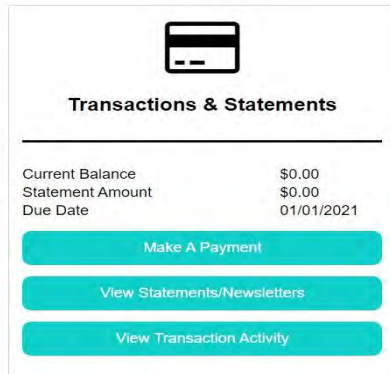 Transactions & Statements
Current Balance $0.00
Statement Amount $0.00
Due Date 01/01/2021
Make A Payment
View Statements/Newsletters
View Transaction Activity